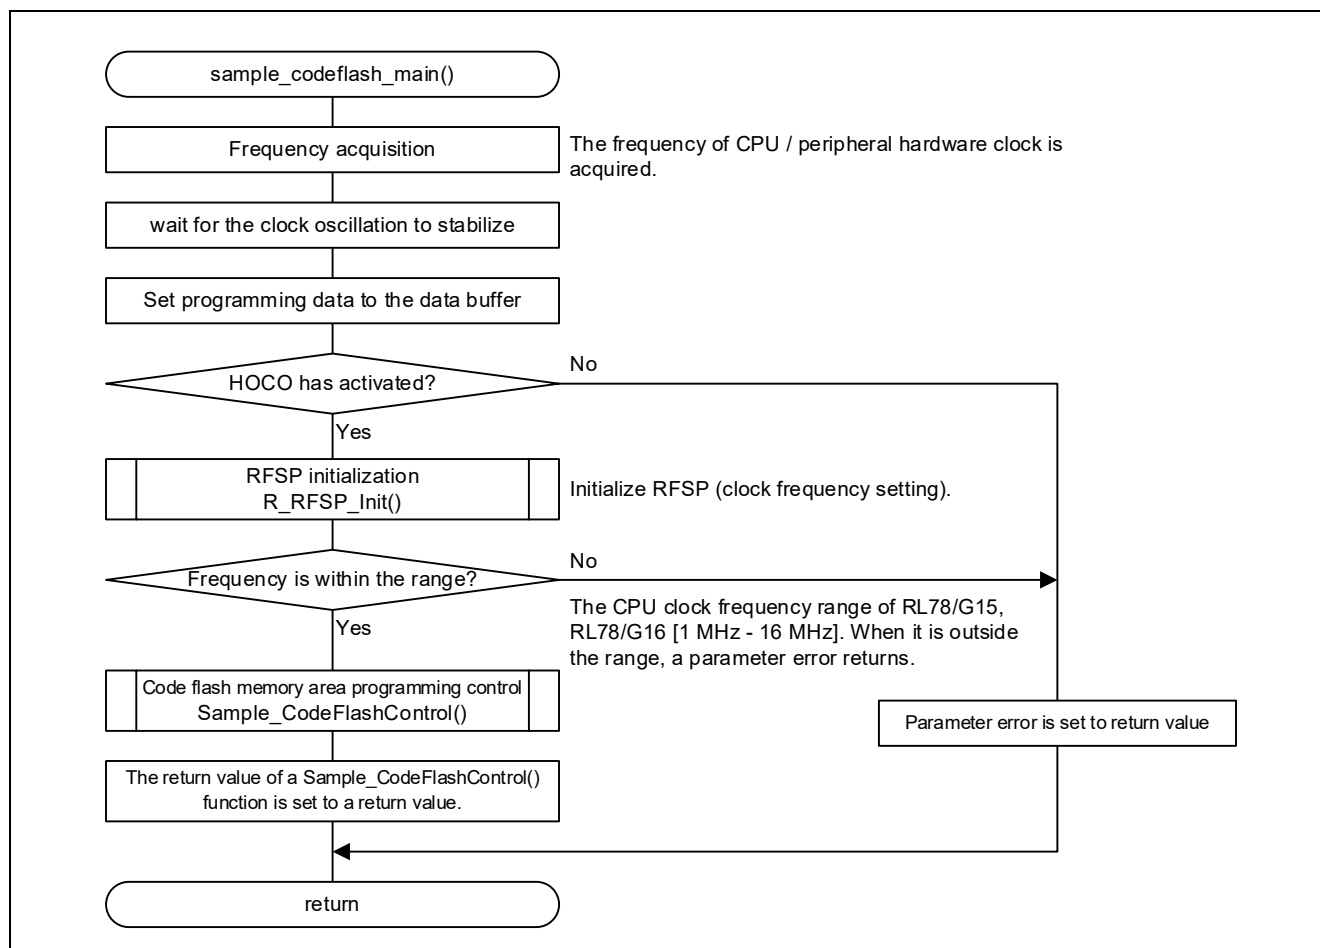 sample_codeflash_main()
Frequency acquisition
The frequency of CPU / peripheral hardware clock is
acquired.
wait for the clock oscillation to stabilize
Set programming data to the data buffer
HOCO has activated?
No
Yes
RFSP initialization
R_RFSP_Init()
Initialize RFSP (clock frequency setting).
Frequency is within the range?
No
The CPU clock frequency range of RL78/G15,
RL78/G16 [1 MHz - 16 MHz]. When it is outside
the range, a parameter error returns.
Yes
Code flash memory area programming control
Sample_CodeFlashControl()
Parameter error is set to return value
The return value of a Sample_CodeFlashControl()
function is set to a return value.
return